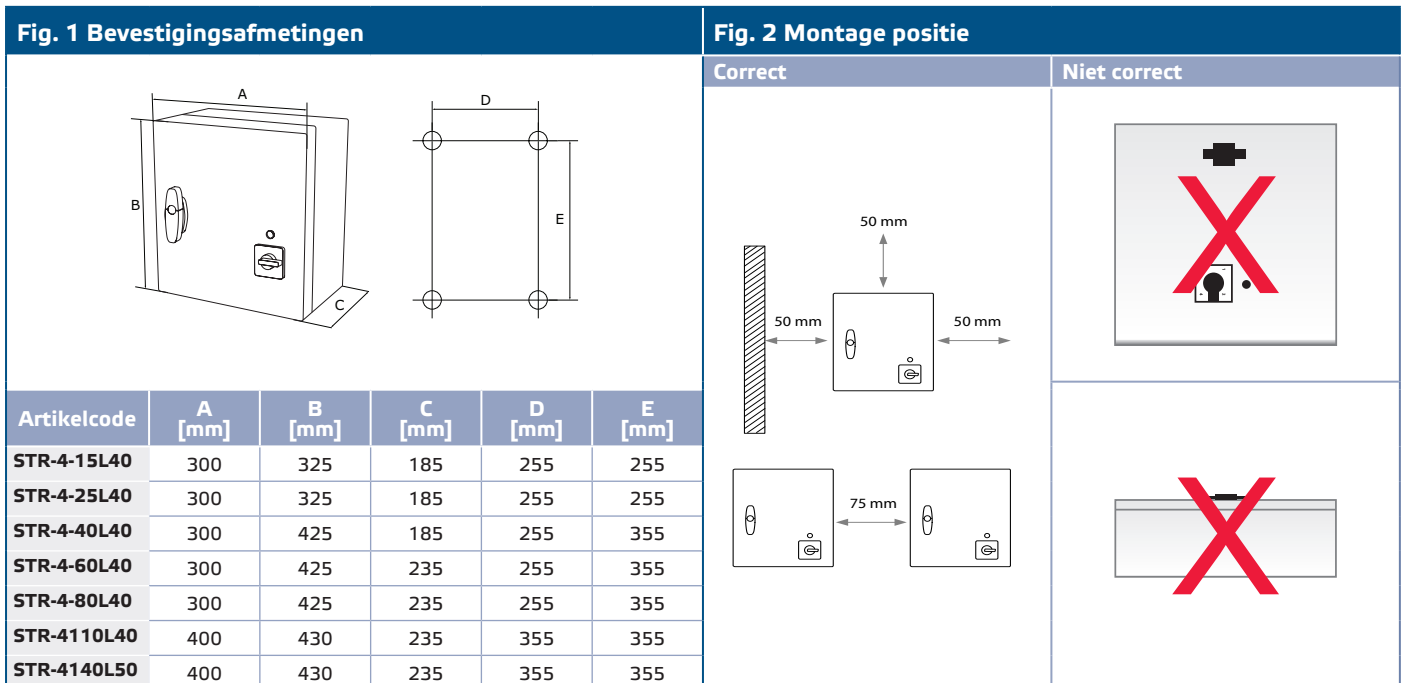 Fig. 1 Bevestigingsafmetingen
A
B
C
D
E
Artikelcode A [mm] B [mm] C [mm] D [mm] E [mm]
STR-4-15L40 300 325 185 255 255
STR-4-25L40 300 325 185 255 255
STR-4-40L40 300 425 185 255 355
STR-4-60L40 300 425 235 255 355
STR-4-80L40 300 425 235 255 355
STR-4110L40 400 430 235 355 355
STR-4140L50 400 430 235 355 355
Fig. 2 Montage positie
Correct
Niet correct
50 mm
50 mm
50 mm
75 mm